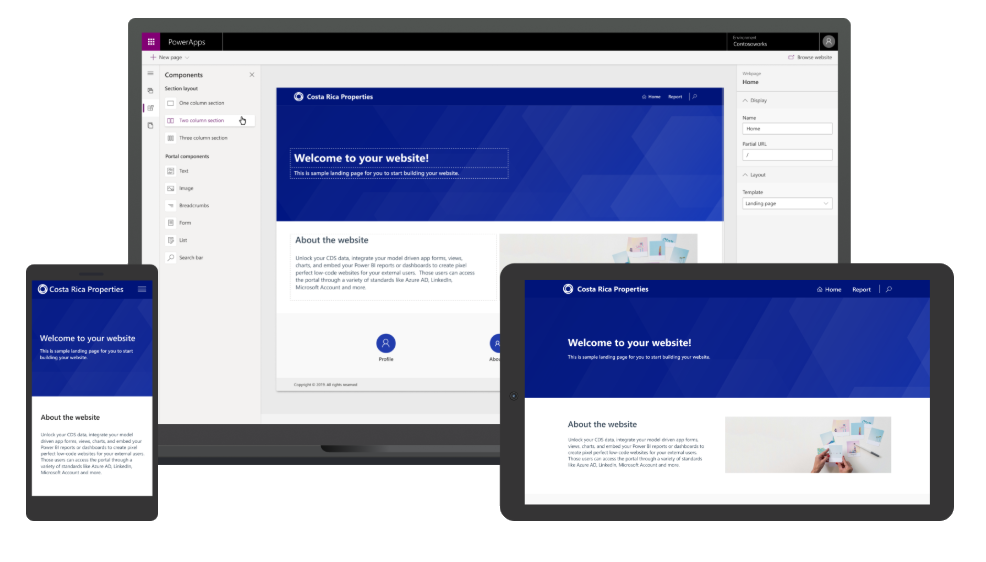 PowerApps
Environment
Contosoworks
+ New page
Browse website
Components
Section layout
One column section
Two column section
Three column section
Portal components
Text
Image
Breadcrumbs
Form
List
Search bar
Costa Rica Properties
Home Report
Welcome to your website!
This is sample landing page for you to start building your website.
About the website
Unlock your CDS data, integrate your model driven app forms, views,
charts, and embed your Power BI reports or dashboards to create pixel
perfect low-code websites for your external users. Those users can access
the portal through a variety of standards like Azure AD, LinkedIn,
Microsoft Account and more.
Profile
Abou
Copyright © 2019. All rights reserved.
Webpage
Home
Display
Name
Home
Partial URL
/
Layout
Template
Landing page
Costa Rica Properties
Welcome to your website
This is sample landing page for you to start
building your website.
About the website
Unlock your CDS data, integrate model
driven app forms, views, charts, and embed your
Power BI reports or dashboards to create pixel
perfect low-code websites for your external users.
Those users can access the portal through a
variety of standards like Azure AD, LinkedIn,
Microsoft Account and more.
Costa Rica Properties
Home Report
Welcome to your website!
This is sample landing page for you to start building your website.
About the website
Unlock your CDS data, integrate your model driven app forms,
views, charts, and embed your Power BI reports or dashboards to
create pixel perfect low-code websites for your external users.
Those users can access the portal through a variety of standards
like Azure AD, LinkedIn, Microsoft Account and more.